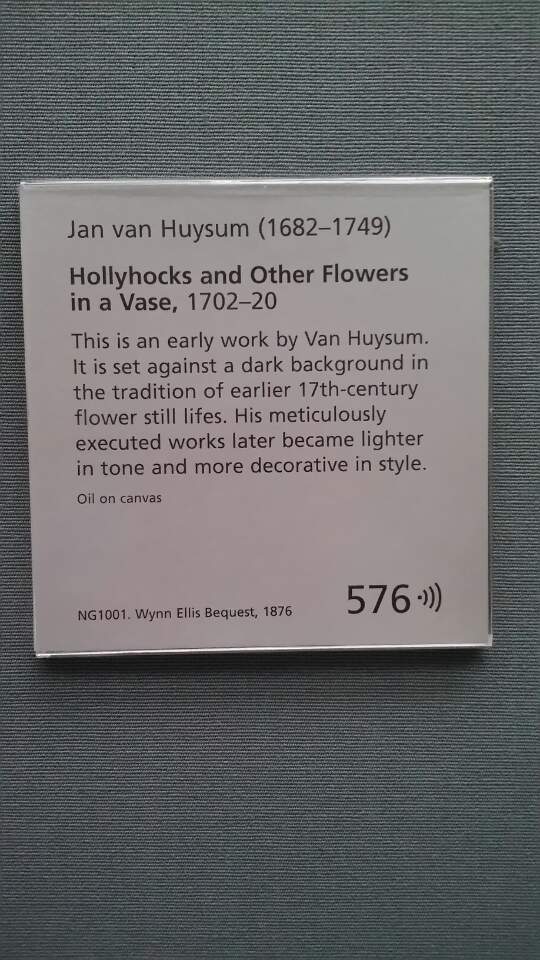 Jan van Huysum (1682–1749)
Hollyhocks and Other Flowers
in a Vase, 1702–20
This is an early work by Van Huysum.
It is set against a dark background in
the tradition of earlier 17th-century
flower still lifes. His meticulously
executed works later became lighter
in tone and more decorative in style.
Oil on canvas
NG1001. Wynn Ellis Bequest, 1876
576